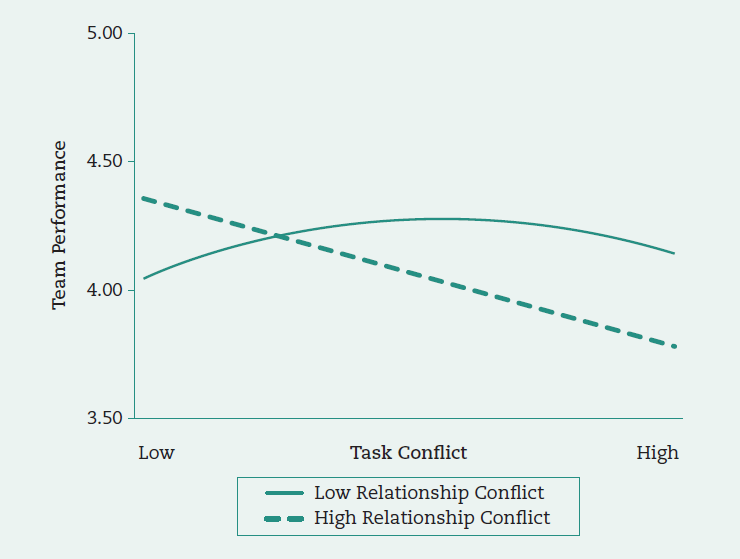 5.00
4.50
Team Performance
4.00
3.50
Low Task Conflict High
Low Relationship Conflict
High Relationship Conflict